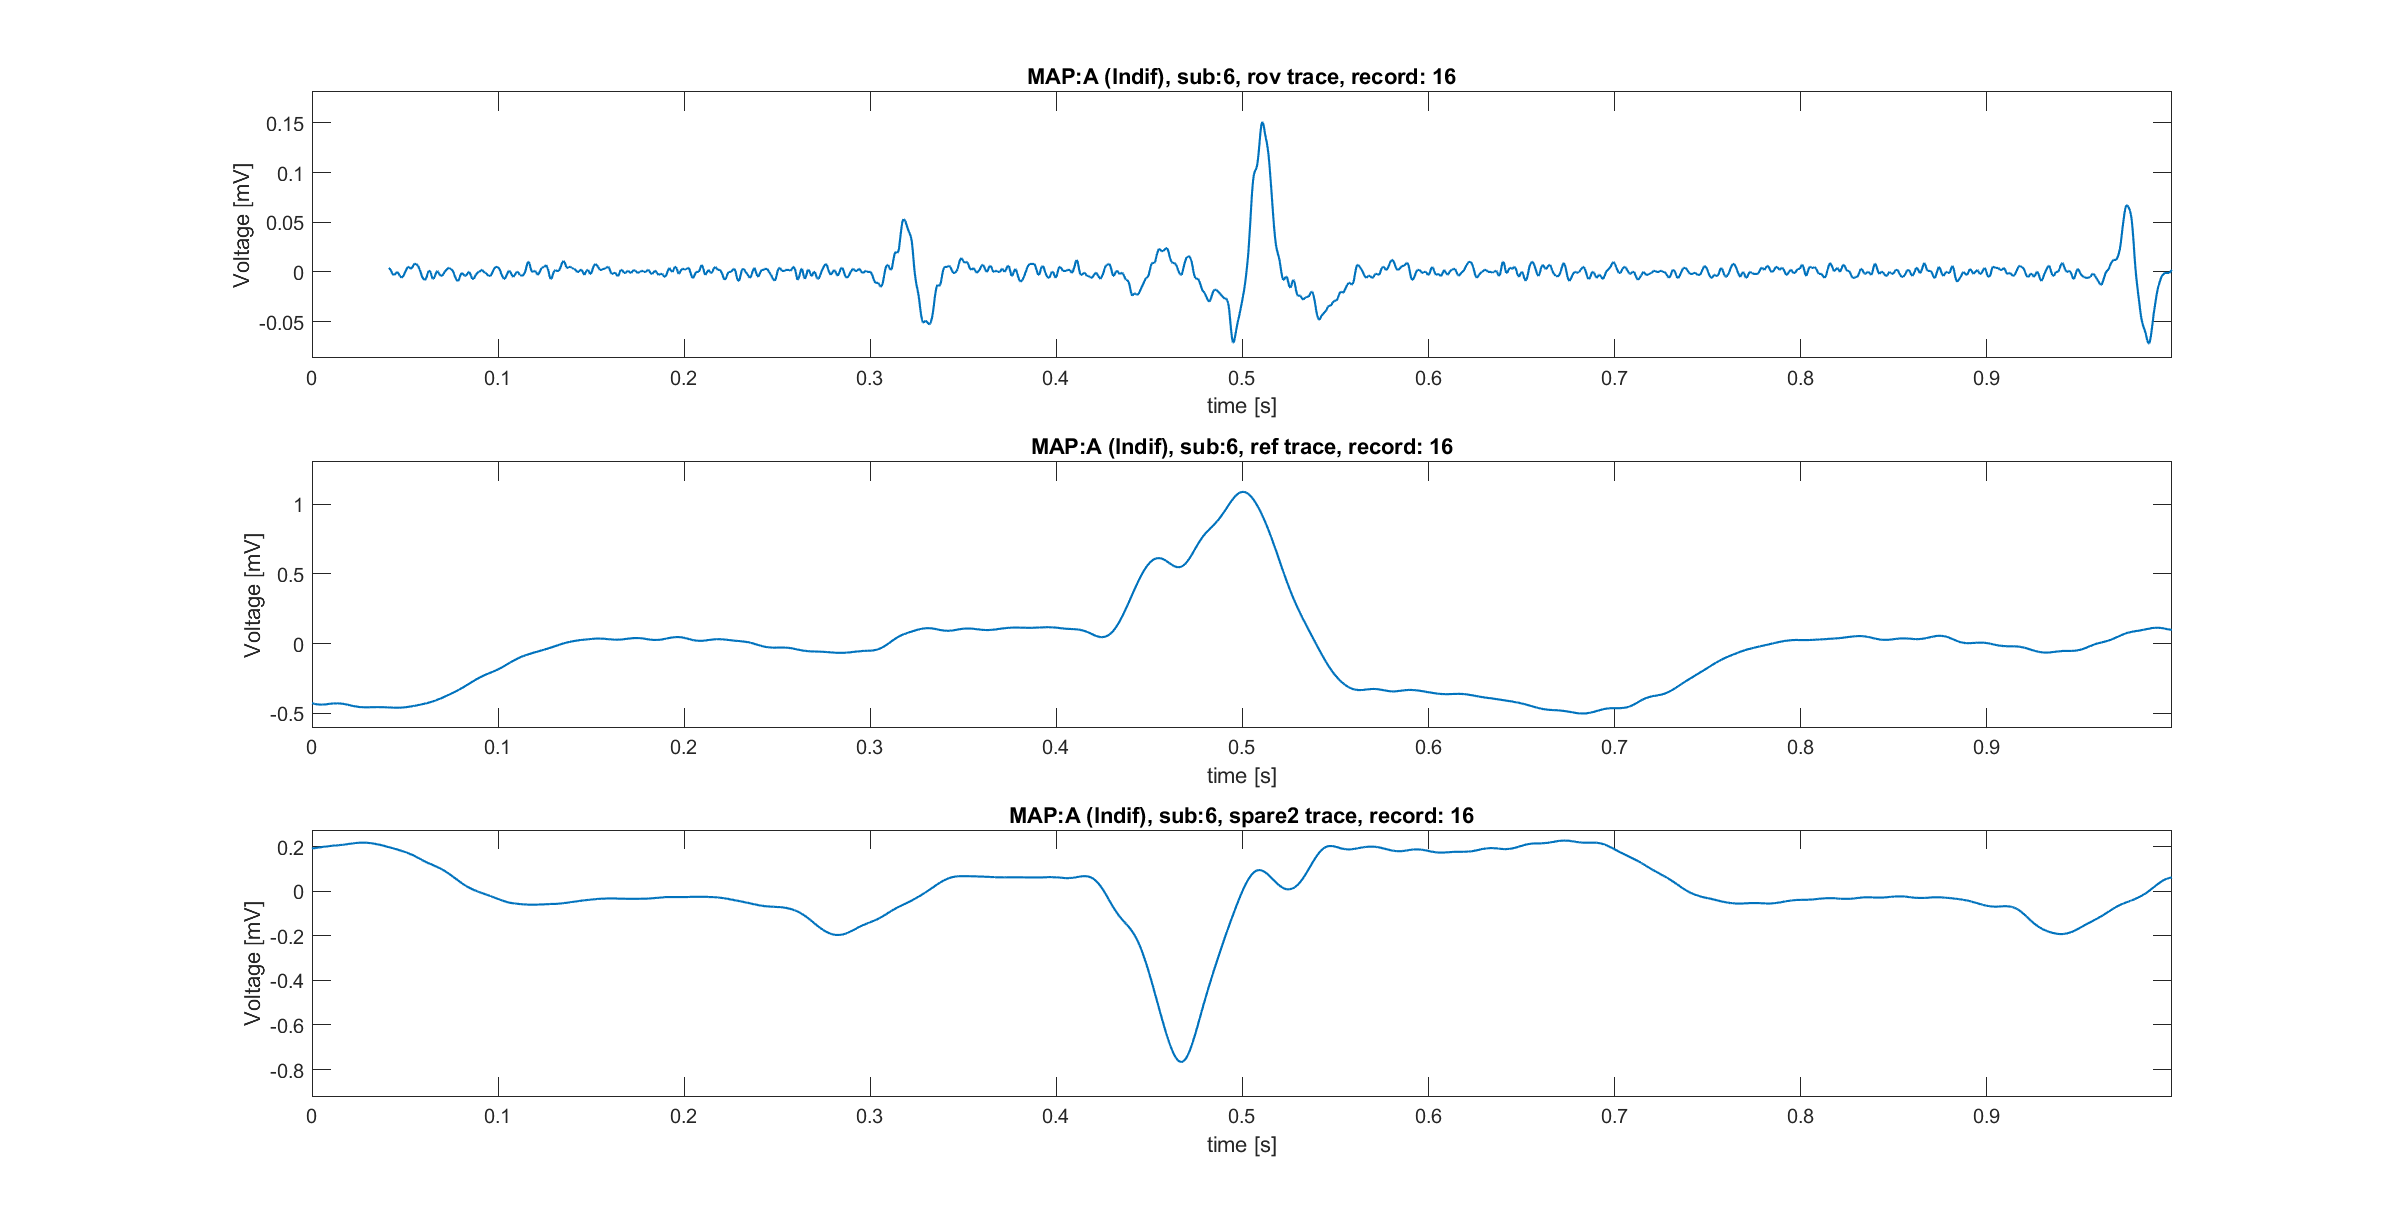 MAP:A (Indif), sub:6, rov trace, record: 16
Voltage [mV]
0.15
0.1
0.05
0
-0.05
0 0.1 0.2 0.3 0.4 0.5 0.6 0.7 0.8 0.9
time [s]
MAP:A (Indif), sub:6, ref trace, record: 16
Voltage [mV]
1
0.5
0
-0.5
0 0.1 0.2 0.3 0.4 0.5 0.6 0.7 0.8 0.9
time [s]
MAP:A (Indif), sub:6, spare2 trace, record: 16
Voltage [mV]
0.2
0
-0.2
-0.4
-0.6
-0.8
0 0.1 0.2 0.3 0.4 0.5 0.6 0.7 0.8 0.9
time [s]